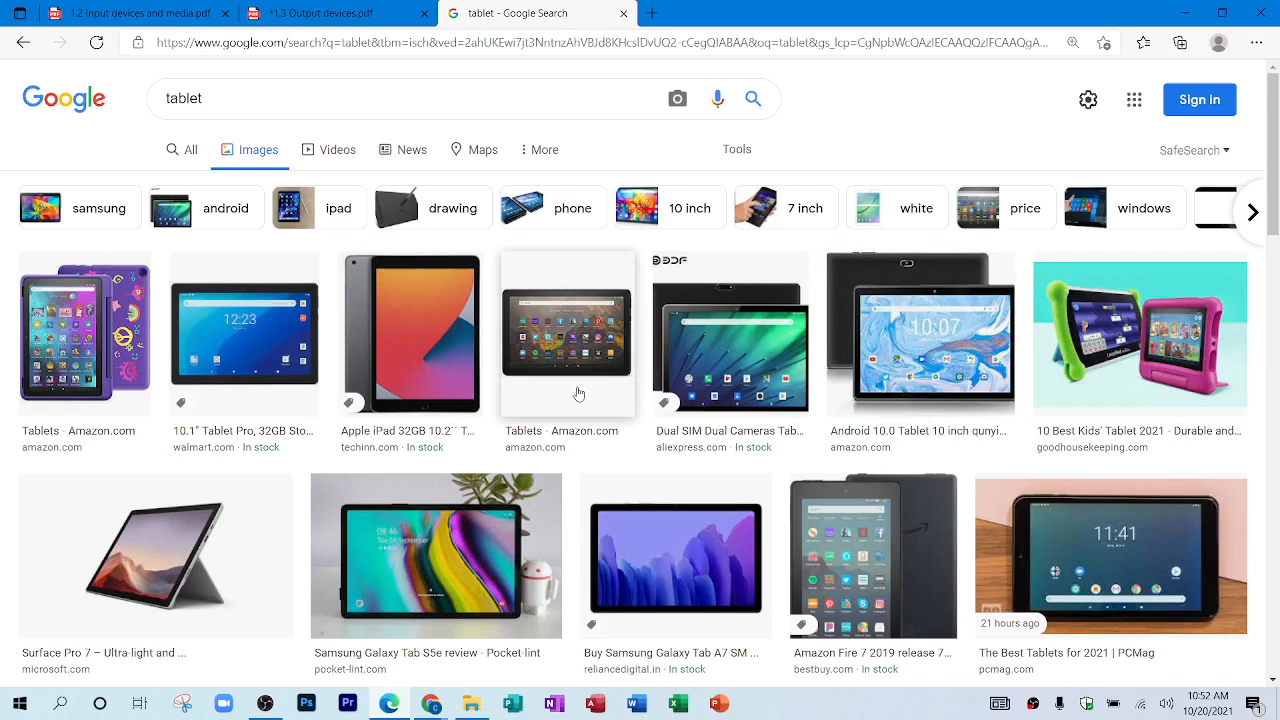 1.2 Input devices and media.pdf
*1.3 Output devices.pdf
tablet - Google Search
https://www.google.com/search?q=tablet&tbm=isch&ved=2ahUKEwi7jt3NntnzAhVBJd8KHcsIDvUQ2-cCegQIABAA&oq=tablet&gs_lcp=CgNpbWcQAzIECAAQQzIFCAAQgA...
Google
tablet
Sign in
All
Images
Videos
News
Maps
More
Tools
SafeSearch
samsung
android
ipad
drawing
phone
10 inch
7 inch
white
price
windows
12:23
10:07
Tablets - Amazon.com
amazon.com
10.1" Tablet Pro, 32GB Sto...
walmart.com · In stock
Apple iPad 32GB 10.2`` T...
techinn.com · In stock
Tablets - Amazon.com
amazon.com
Dual SIM Dual Cameras Tab...
aliexpress.com · In stock
Android 10.0 Tablet 10 inch qunyi...
amazon.com
10 Best Kids' Tablet 2021 - Durable and...
goodhousekeeping.com
11:41
21 hours ago
Surface Pro 7 – Ultra-light and ...
microsoft.com
Samsung Galaxy Tab S5e review - Pocket-lint
pocket-lint.com
Buy Samsung Galaxy Tab A7 SM ...
reliancedigital.in · In stock
Amazon Fire 7 2019 release 7...
bestbuy.com · In stock
The Best Tablets for 2021 | PCMag
pcmag.com
10:52 AM
10/20/2021